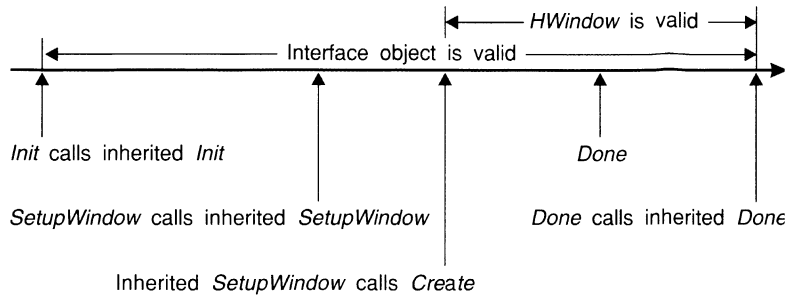 HWindow is valid
Interface object is valid
Init calls inherited Init
Done
SetupWindow calls inherited SetupWindow
Done calls inherited Done
Inherited SetupWindow calls Create